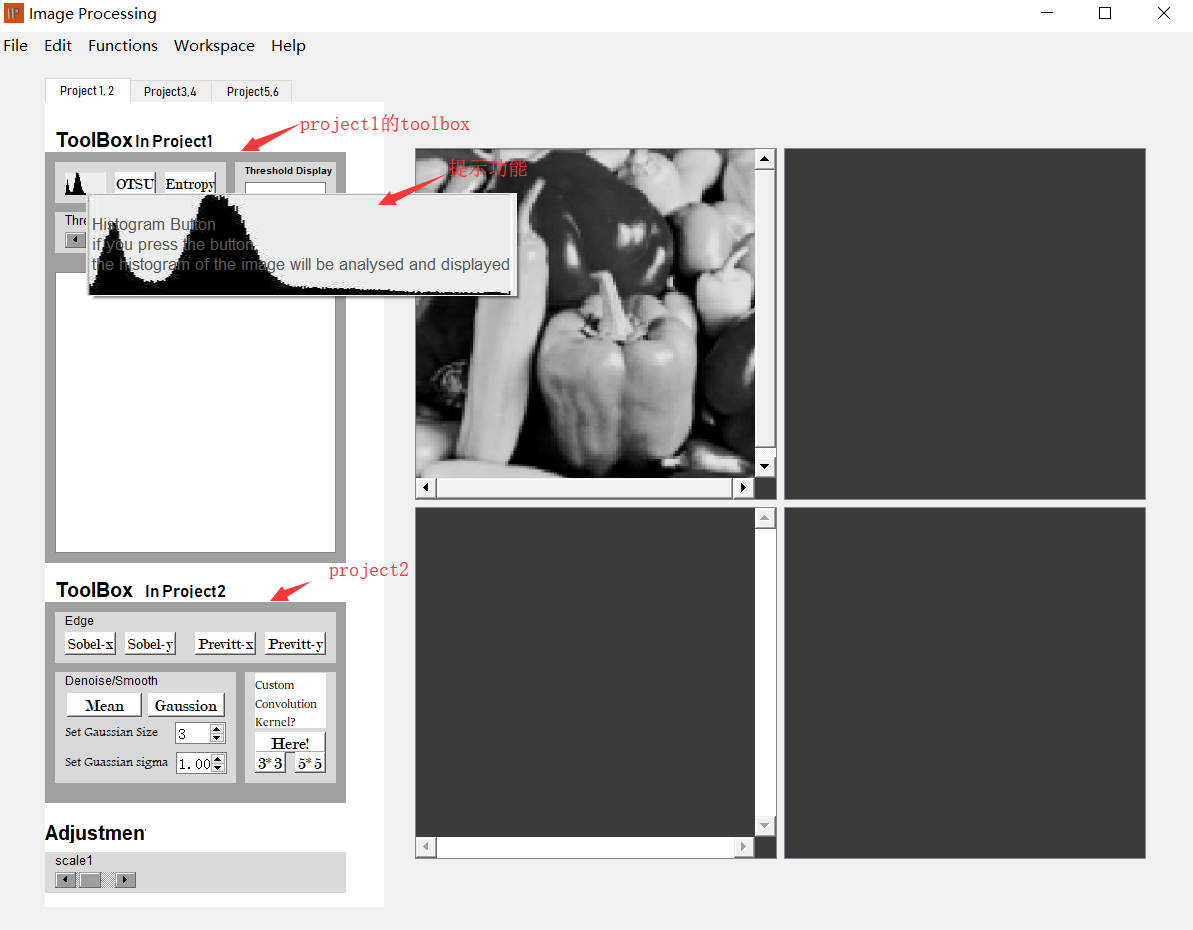 Image Processing
File Edit Functions Workspace Help
Project 1, 2 Project3,4 Project5,6
project1的toolbox
ToolBox In Project1
提示功能
OTSU Entropy Threshold Display
Thre
Histogram Button
if you press the button
the histogram of the image will be analysed and displayed
project2
ToolBox In Project2
Edge
Sobel-x Sobel-y Previtt-x Previtt-y
Denoise/Smooth
Mean Gaussion
Set Gaussian Size 3
Set Guassian sigma 1.00
Custom
Convolution
Kernel?
Here!
3*3 5*5
Adjustmen
scale1